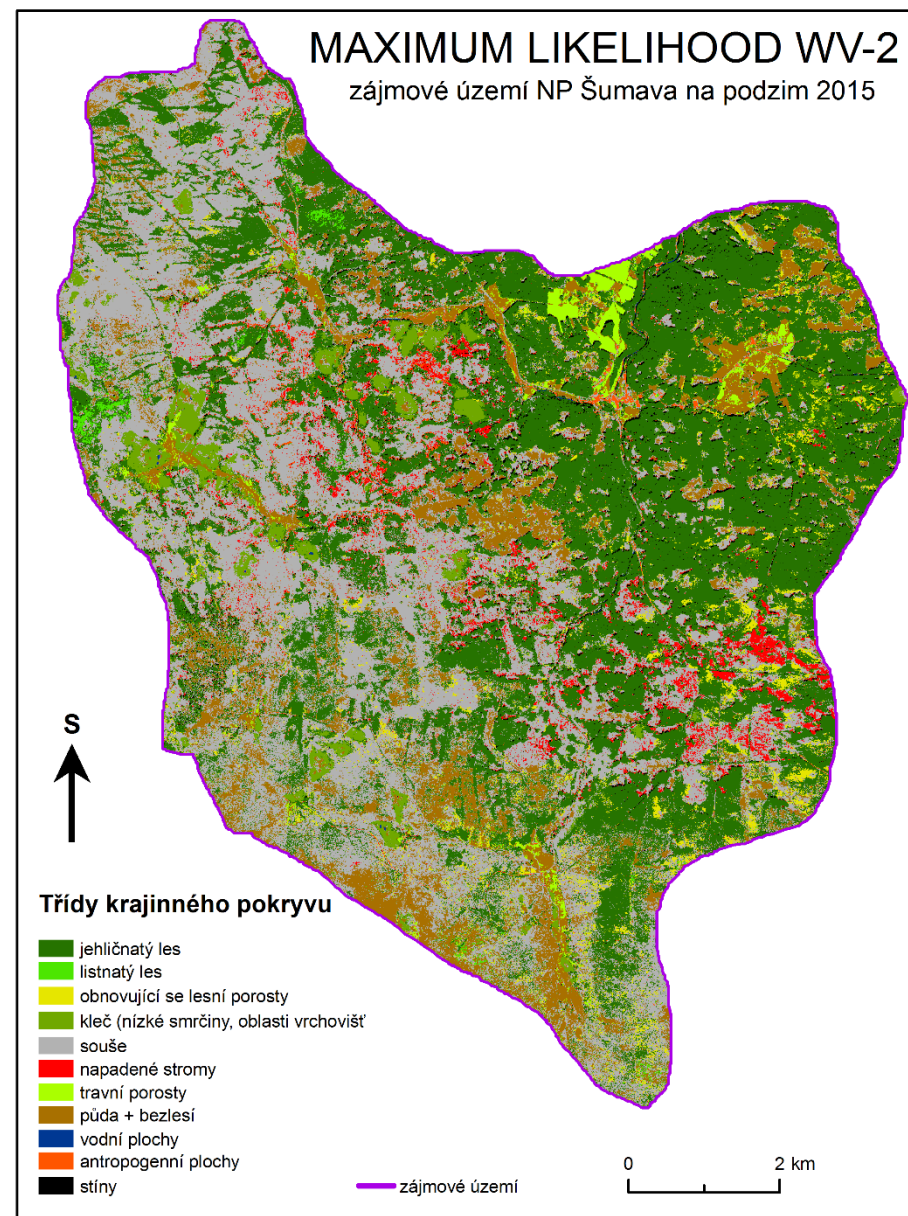 MAXIMUM LIKELIHOOD WV-2
zájmové území NP Šumava na podzim 2015
S
Třídy krajinného pokryvu
jehličnatý les
listnatý les
obnovující se lesní porosty
kleč (nízké smrčiny, oblasti vrchovišť
souše
napadené stromy
travní porosty
půda + bezlesí
vodní plochy
antropogenní plochy
stíny
zájmové území
0 2 km